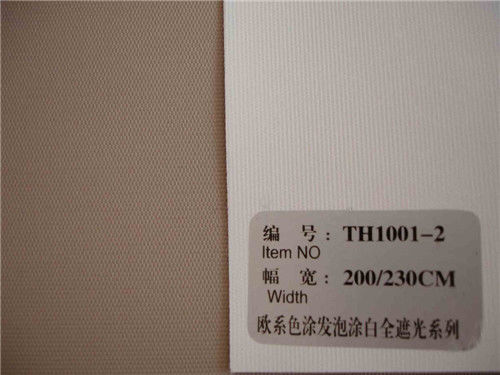 编 号：TH1001-2
Item NO
幅 宽：200/230CM
Width
欧系色涂发泡涂白全遮光系列